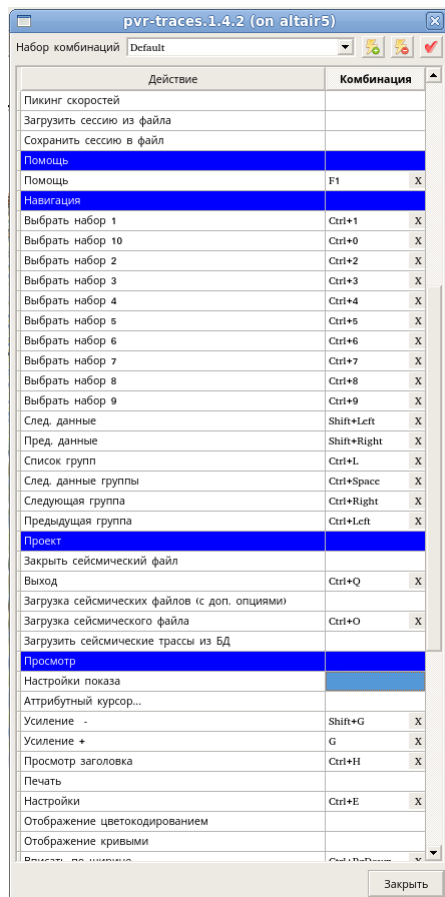 pvr-traces.1.4.2 (on altair5)
Набор комбинаций Default
Действие Комбинация
Пикинг скоростей
Загрузить сессию из файла
Сохранить сессию в файл
Помощь
Помощь F1 X
Навигация
Выбрать набор 1 Ctrl+1 X
Выбрать набор 10 Ctrl+0 X
Выбрать набор 2 Ctrl+2 X
Выбрать набор 3 Ctrl+3 X
Выбрать набор 4 Ctrl+4 X
Выбрать набор 5 Ctrl+5 X
Выбрать набор 6 Ctrl+6 X
Выбрать набор 7 Ctrl+7 X
Выбрать набор 8 Ctrl+8 X
Выбрать набор 9 Ctrl+9 X
След. данные Shift+Left X
Пред. данные Shift+Right X
Список групп Ctrl+L X
След. данные группы Ctrl+Space X
Следующая группа Ctrl+Right X
Предыдущая группа Ctrl+Left X
Проект
Закрыть сейсмический файл
Выход Ctrl+Q X
Загрузка сейсмических файлов (с доп. опциями)
Загрузка сейсмического файла Ctrl+O X
Загрузить сейсмические трассы из БД
Просмотр
Настройки показа
Аттрибутный курсор...
Усиление - Shift+G X
Усиление + G X
Просмотр заголовка Ctrl+H X
Печать
Настройки Ctrl+E X
Отображение цветокодированием
Отображение кривыми
Вписать по ширине Ctrl+PgDown X
Закрыть